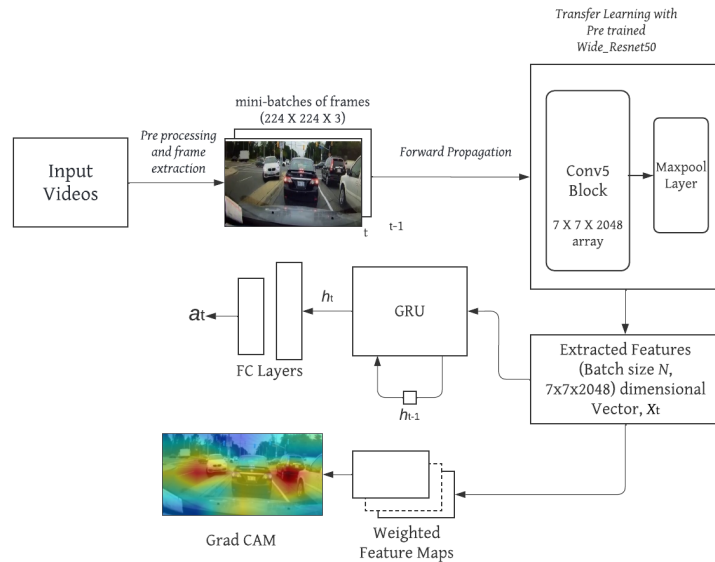 Transfer Learning with
Pre trained
Wide_Resnet50
mini-batches of frames
(224 X 224 X 3)
Pre processing
and frame
extraction
Input
Videos
Forward Propagation
Conv5
Block
7 X 7 X 2048
array
Maxpool
Layer
t
t-1
at
FC Layers
ht
GRU
ht-1
Extracted Features
(Batch size N,
7x7x2048) dimensional
Vector, Xt
Grad CAM
Weighted
Feature Maps